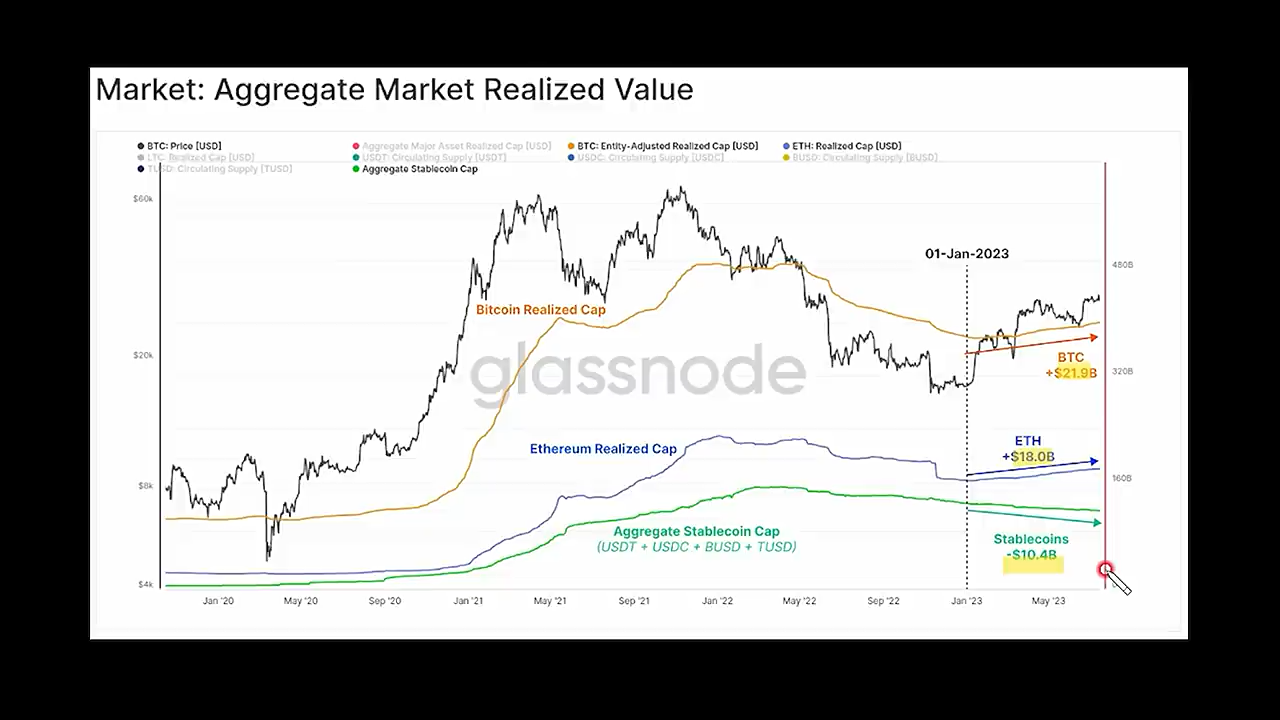 Market: Aggregate Market Realized Value
BTC: Price [USD] Aggregate Major Asset Realized Cap [USD] BTC: Entity-Adjusted Realized Cap [USD] ETH: Realized Cap [USD]
LTC: Realized Cap [USD] USDT: Circulating Supply [USDT] USDC: Circulating Supply [USDC] BUSD: Circulating Supply [BUSD]
TUSD: Circulating Supply [TUSD] Aggregate Stablecoin Cap
$60k
01-Jan-2023
480B
Bitcoin Realized Cap
$20k
glassnode
BTC
+$21.9B
320B
Ethereum Realized Cap
ETH
+$18.0B
160B
$8k
Aggregate Stablecoin Cap
(USDT + USDC + BUSD + TUSD)
Stablecoins
-$10.4B
$4k
Jan '20 May '20 Sep '20 Jan '21 May '21 Sep '21 Jan '22 May '22 Sep '22 Jan '23 May '23